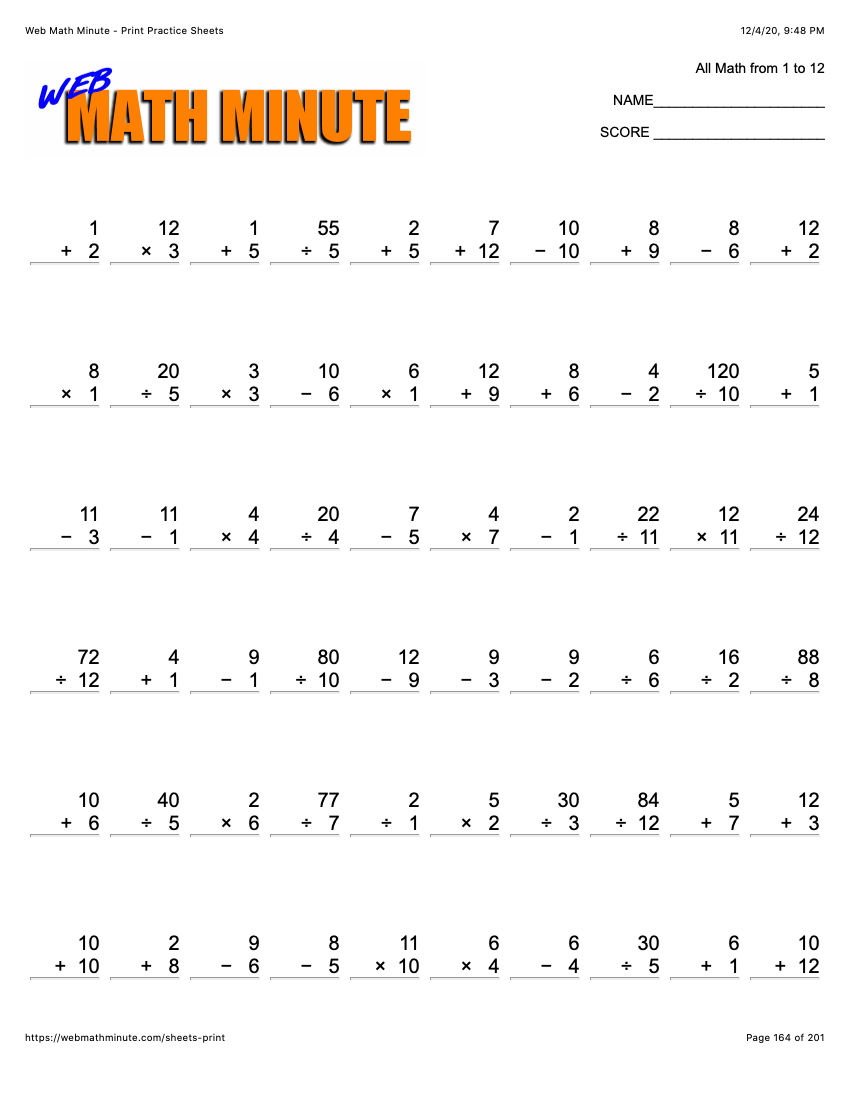 Web Math Minute - Print Practice Sheets 12/4/20, 9:48 PM
WEB
MATH MINUTE
All Math from 1 to 12
NAME______________________
SCORE ______________________
1 12 1 55 2 7 10 8 8 12
+ 2 × 3 + 5 ÷ 5 + 5 + 12 − 10 + 9 − 6 + 2
8 20 3 10 6 12 8 4 120 5
× 1 ÷ 5 × 3 − 6 × 1 + 9 + 6 − 2 ÷ 10 + 1
11 11 4 20 7 4 2 22 12 24
− 3 − 1 × 4 ÷ 4 − 5 × 7 − 1 ÷ 11 × 11 ÷ 12
72 4 9 80 12 9 9 6 16 88
÷ 12 + 1 − 1 ÷ 10 − 9 − 3 − 2 ÷ 6 ÷ 2 ÷ 8
10 40 2 77 2 5 30 84 5 12
+ 6 ÷ 5 × 6 ÷ 7 ÷ 1 × 2 ÷ 3 ÷ 12 + 7 + 3
10 2 9 8 11 6 6 30 6 10
+ 10 + 8 − 6 − 5 × 10 × 4 − 4 ÷ 5 + 1 + 12
https://webmathminute.com/sheets-print Page 164 of 201